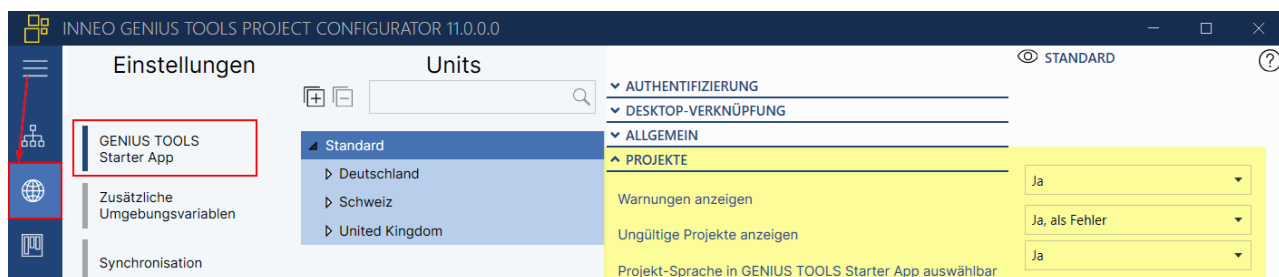 INNEO GENIUS TOOLS PROJECT CONFIGURATOR 11.0.0.0
Einstellungen
GENIUS TOOLS
Starter App
Zusätzliche
Umgebungsvariablen
Synchronisation
Units
Standard
Deutschland
Schweiz
United Kingdom
STANDARD
AUTHENTIFIZIERUNG
DESKTOP-VERKNÜPFUNG
ALLGEMEIN
PROJEKTE
Warnungen anzeigen
Ja
Ungültige Projekte anzeigen
Ja, als Fehler
Projekt-Sprache in GENIUS TOOLS Starter App auswählbar
Ja